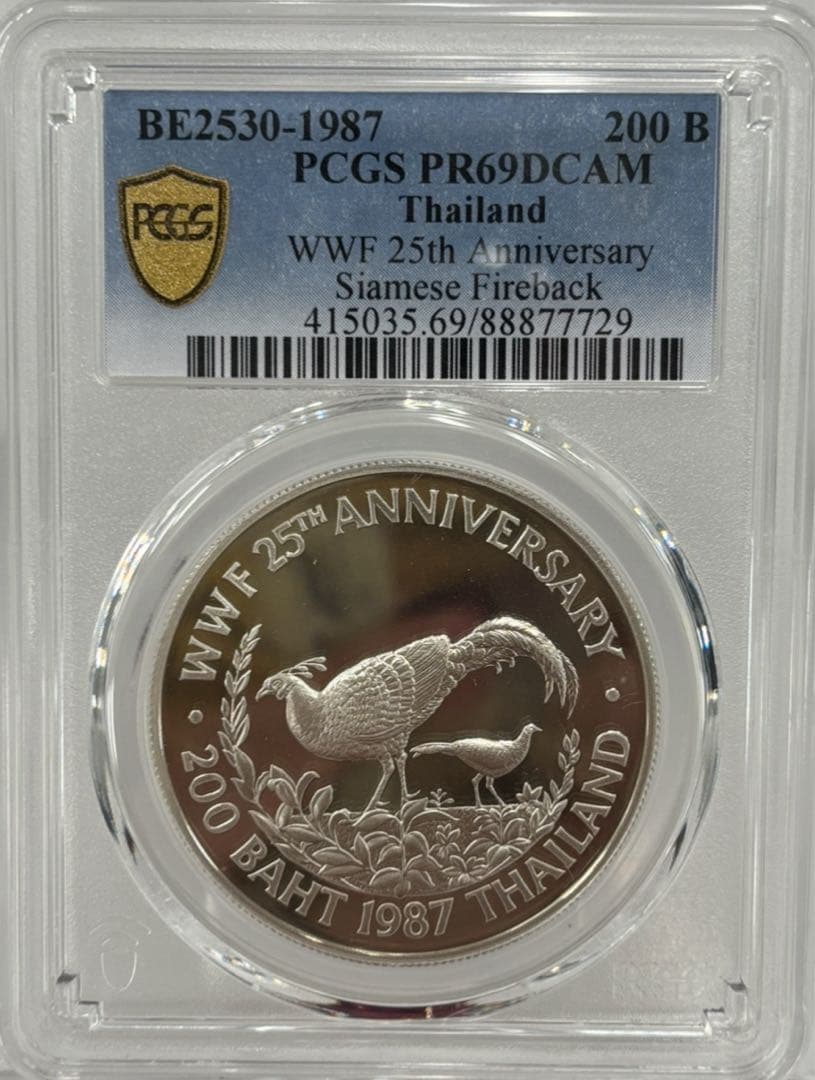 BE2530-1987 200 B
PCGS PR69DCAM
Thailand
WWF 25th Anniversary
Siamese Fireback
415035.69/88877729
PCGS
WWF 25TH ANNIVERSARY
• 200 BAHT 1987 THAILAND •